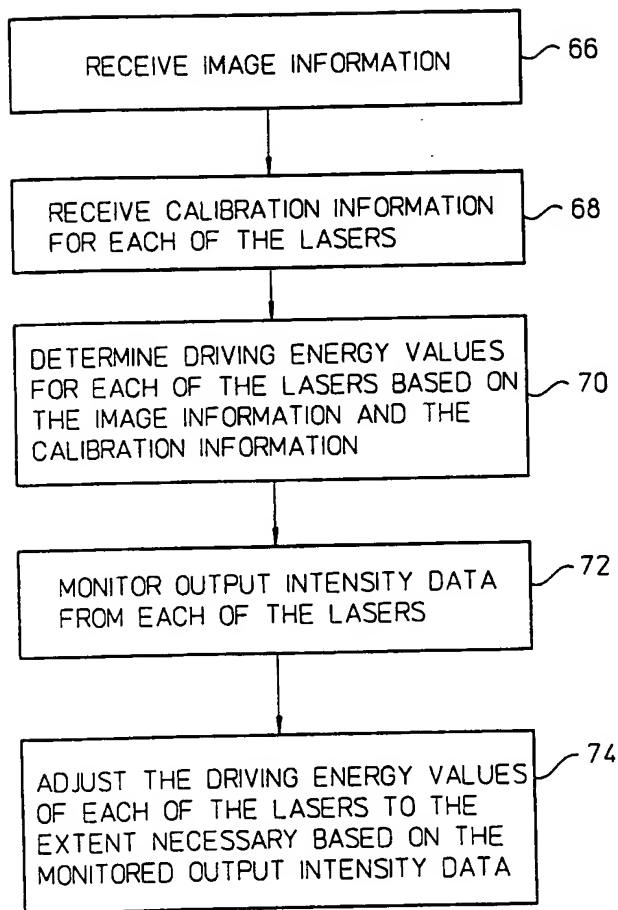 RECEIVE IMAGE INFORMATION
66
RECEIVE CALIBRATION INFORMATION
FOR EACH OF THE LASERS
68
DETERMINE DRIVING ENERGY VALUES
FOR EACH OF THE LASERS BASED ON
THE IMAGE INFORMATION AND THE
CALIBRATION INFORMATION
70
MONITOR OUTPUT INTENSITY DATA
FROM EACH OF THE LASERS
72
ADJUST THE DRIVING ENERGY VALUES
OF EACH OF THE LASERS TO THE
EXTENT NECESSARY BASED ON THE
MONITORED OUTPUT INTENSITY DATA
74